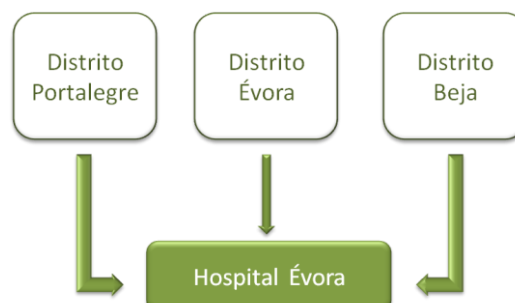 Distrito
Portalegre
Distrito
Évora
Distrito
Beja
Hospital Évora